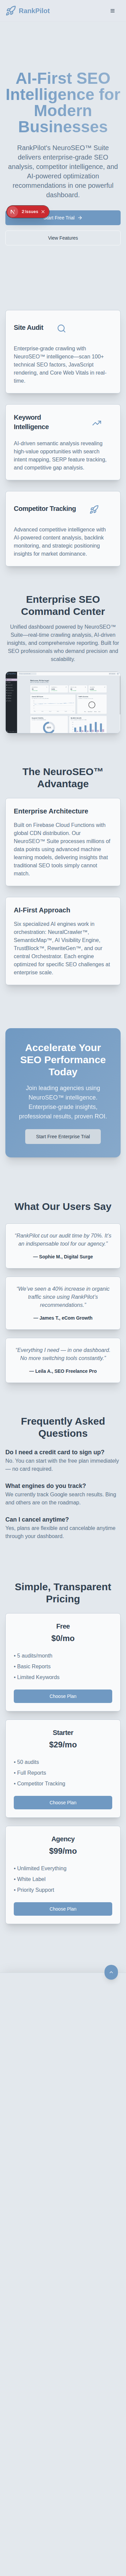 RankPilot
AI-First SEO
Intelligence for
Modern
Businesses
RankPilot's NeuroSEO™ Suite
delivers enterprise-grade SEO
analysis, competitor intelligence, and
AI-powered optimization
recommendations in one powerful
dashboard.
N
2 Issues
Start Free Trial
View Features
Site Audit
Enterprise-grade crawling with
NeuroSEO™ intelligence—scan 100+
technical SEO factors, JavaScript
rendering, and Core Web Vitals in real-
time.
Keyword
Intelligence
AI-driven semantic analysis revealing
high-value opportunities with search
intent mapping, SERP feature tracking,
and competitive gap analysis.
Competitor Tracking
Advanced competitive intelligence with
AI-powered content analysis, backlink
monitoring, and strategic positioning
insights for market dominance.
Enterprise SEO
Command Center
Unified dashboard powered by NeuroSEO™
Suite—real-time crawling analysis, AI-driven
insights, and comprehensive reporting. Built for
SEO professionals who demand precision and
scalability.
The NeuroSEO™
Advantage
Enterprise Architecture
Built on Firebase Cloud Functions with
global CDN distribution. Our
NeuroSEO™ Suite processes millions of
data points using advanced machine
learning models, delivering insights that
traditional SEO tools simply cannot
match.
AI-First Approach
Six specialized AI engines work in
orchestration: NeuralCrawler™,
SemanticMap™, AI Visibility Engine,
TrustBlock™, RewriteGen™, and our
central Orchestrator. Each engine
optimized for specific SEO challenges at
enterprise scale.
Accelerate Your
SEO Performance
Today
Join leading agencies using
NeuroSEO™ intelligence.
Enterprise-grade insights,
professional results, proven ROI.
Start Free Enterprise Trial
What Our Users Say
"RankPilot cut our audit time by 70%. It's
an indispensable tool for our agency."
— Sophie M., Digital Surge
"We've seen a 40% increase in organic
traffic since using RankPilot's
recommendations."
— James T., eCom Growth
"Everything I need — in one dashboard.
No more switching tools constantly."
— Leila A., SEO Freelance Pro
Frequently Asked
Questions
Do I need a credit card to sign up?
No. You can start with the free plan immediately
— no card required.
What engines do you track?
We currently track Google search results. Bing
and others are on the roadmap.
Can I cancel anytime?
Yes, plans are flexible and cancelable anytime
through your dashboard.
Simple, Transparent
Pricing
Free
$0/mo
• 5 audits/month
• Basic Reports
• Limited Keywords
Choose Plan
Starter
$29/mo
• 50 audits
• Full Reports
• Competitor Tracking
Choose Plan
Agency
$99/mo
• Unlimited Everything
• White Label
• Priority Support
Choose Plan